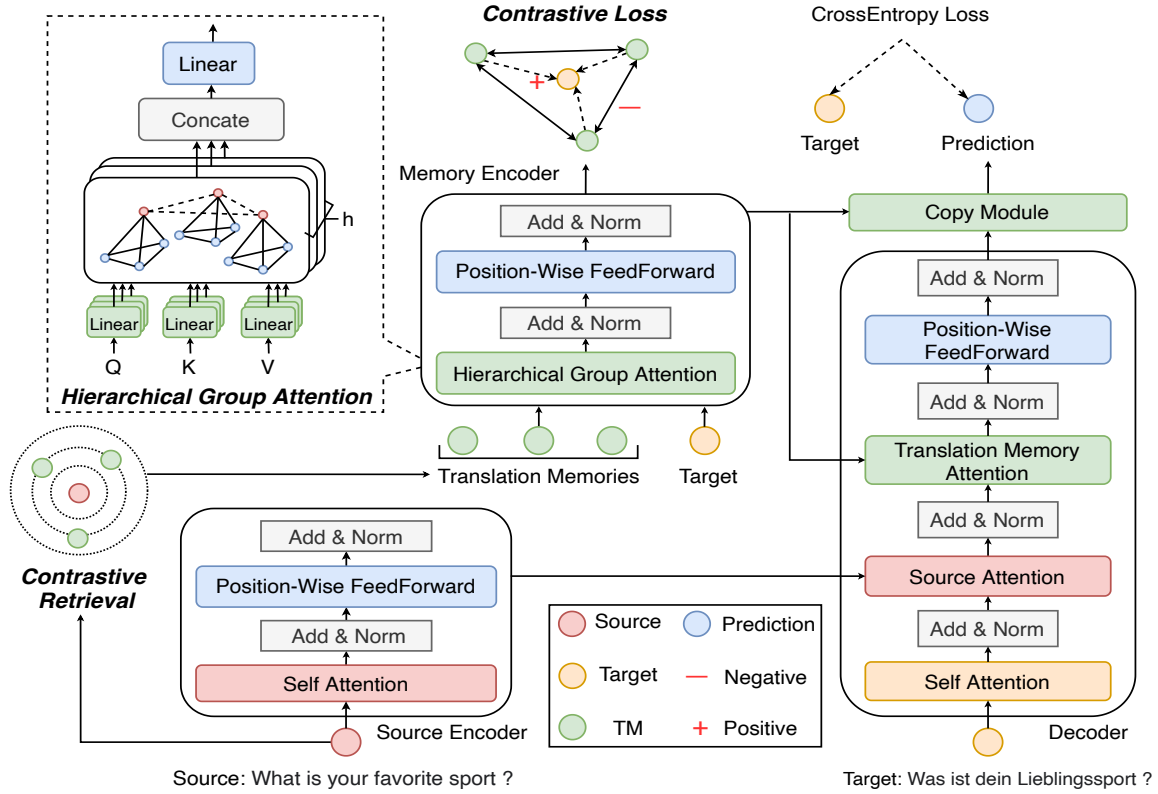 Contrastive Loss
CrossEntropy Loss
Linear
Concate
h
Linear
Linear
Linear
Q
K
V
Hierarchical Group Attention
+
—
Target
Prediction
Memory Encoder
Add & Norm
Position-Wise FeedForward
Add & Norm
Hierarchical Group Attention
Translation Memories
Target
Copy Module
Add & Norm
Position-Wise
FeedForward
Add & Norm
Translation Memory
Attention
Add & Norm
Source Attention
Add & Norm
Self Attention
Decoder
Contrastive
Retrieval
Add & Norm
Position-Wise FeedForward
Add & Norm
Self Attention
Source Encoder
Source
Prediction
Target
— Negative
TM
+ Positive
Source: What is your favorite sport ?
Target: Was ist dein Lieblingssport ?